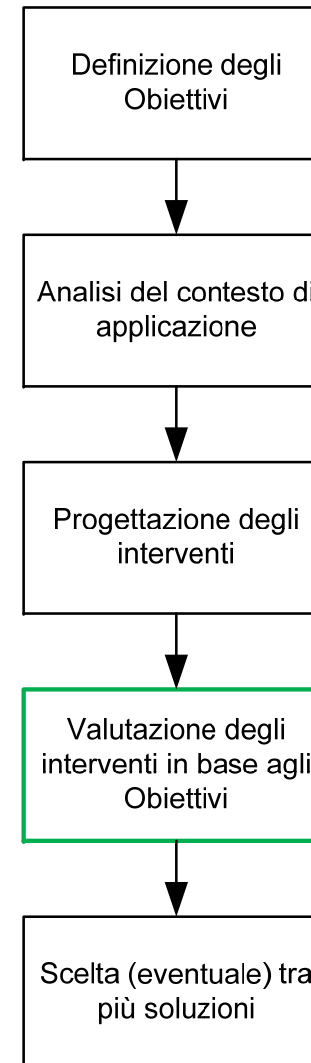 Definizione degli
Obiettivi
Analisi del contesto di
applicazione
Progettazione degli
interventi
Valutazione degli
interventi in base agli
Obiettivi
Scelta (eventuale) tra
più soluzioni